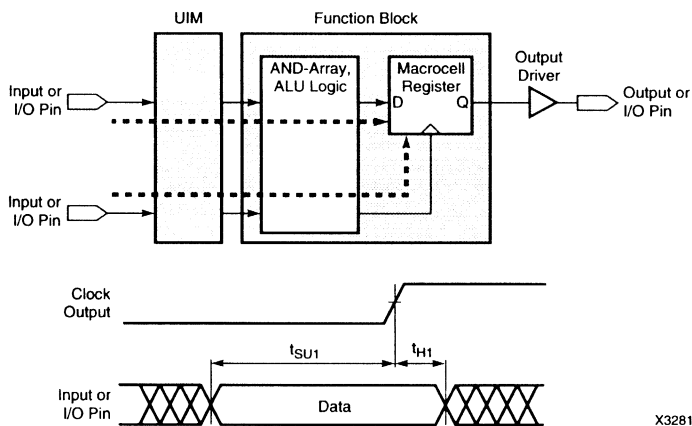 UIM
Function Block
AND-Array,
ALU Logic
Macrocell
Register
D
Q
Output
Driver
Input or
I/O Pin
Output or
I/O Pin
Input or
I/O Pin
Clock
Output
tSU1
tH1
Input or
I/O Pin
Data
X3281